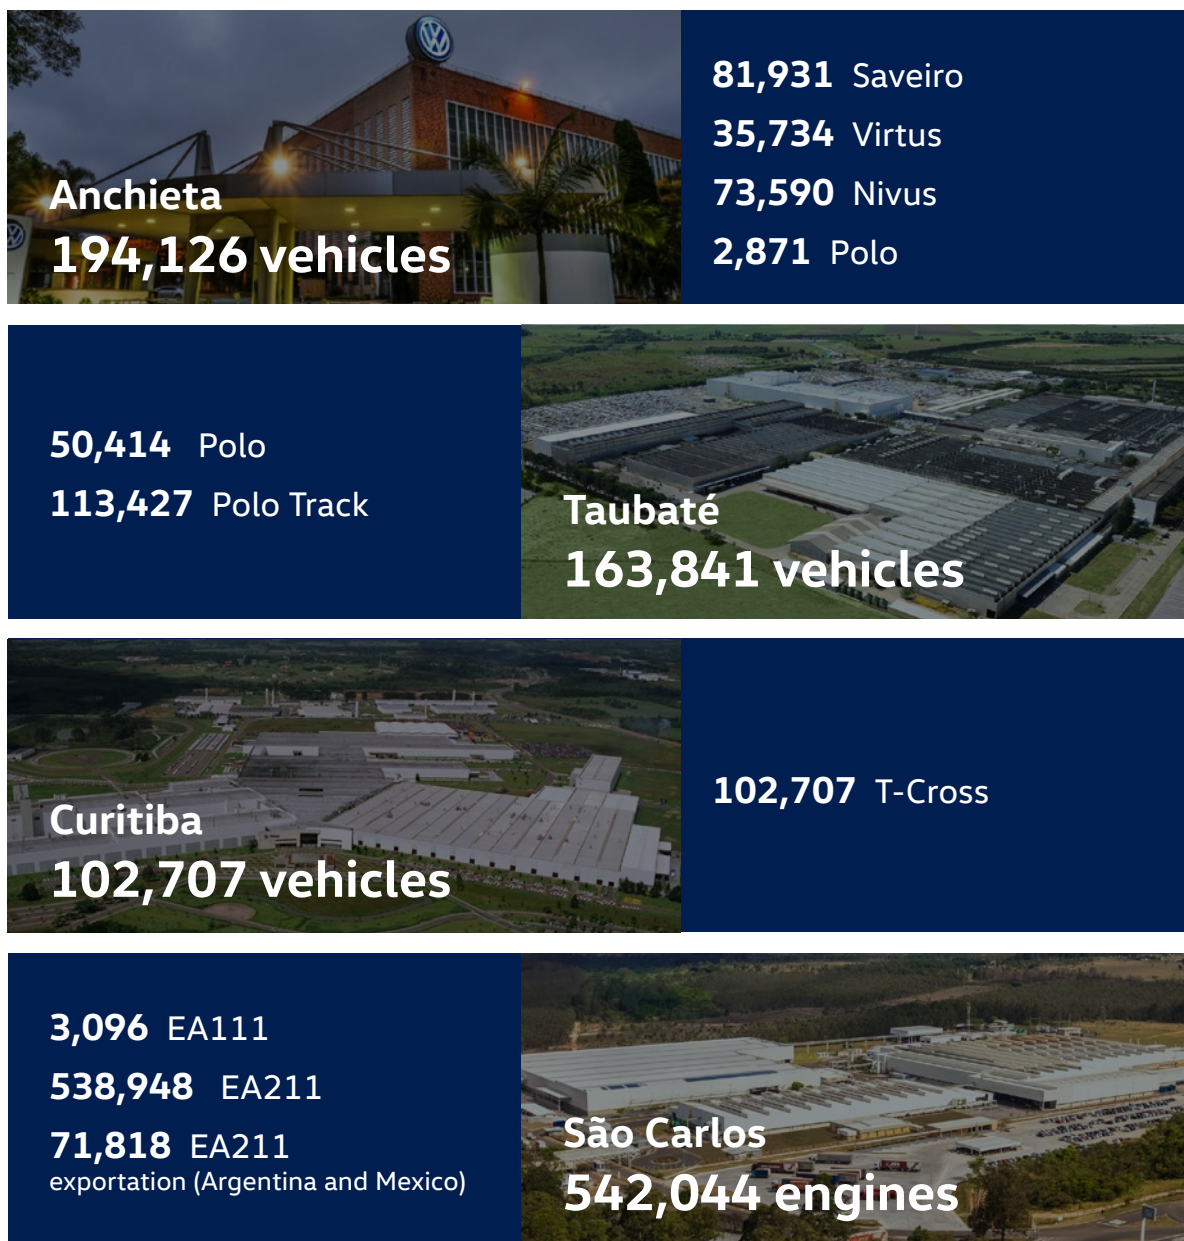 Anchieta
194,126 vehicles
81,931 Saveiro
35,734 Virtus
73,590 Nivus
2,871 Polo
50,414 Polo
113,427 Polo Track
Taubaté
163,841 vehicles
Curitiba
102,707 vehicles
102,707 T-Cross
3,096 EA111
538,948 EA211
71,818 EA211
exportation (Argentina and Mexico)
São Carlos
542,044 engines